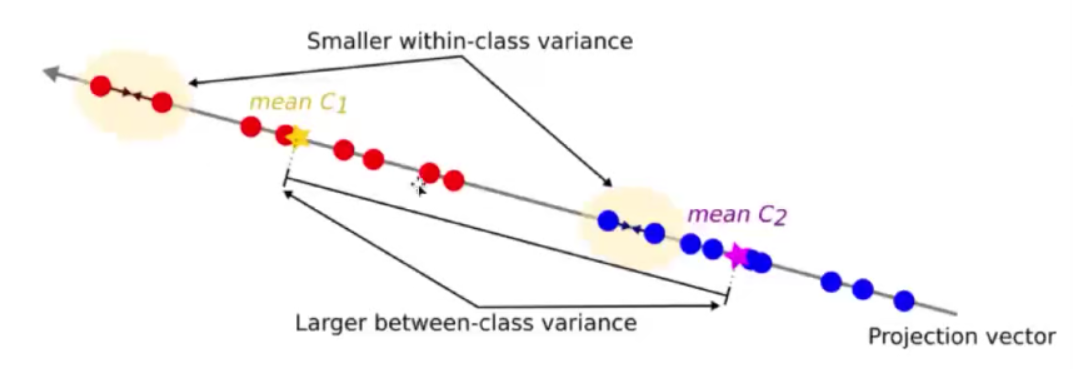 Smaller within-class variance
mean C1
mean C2
Larger between-class variance
Projection vector